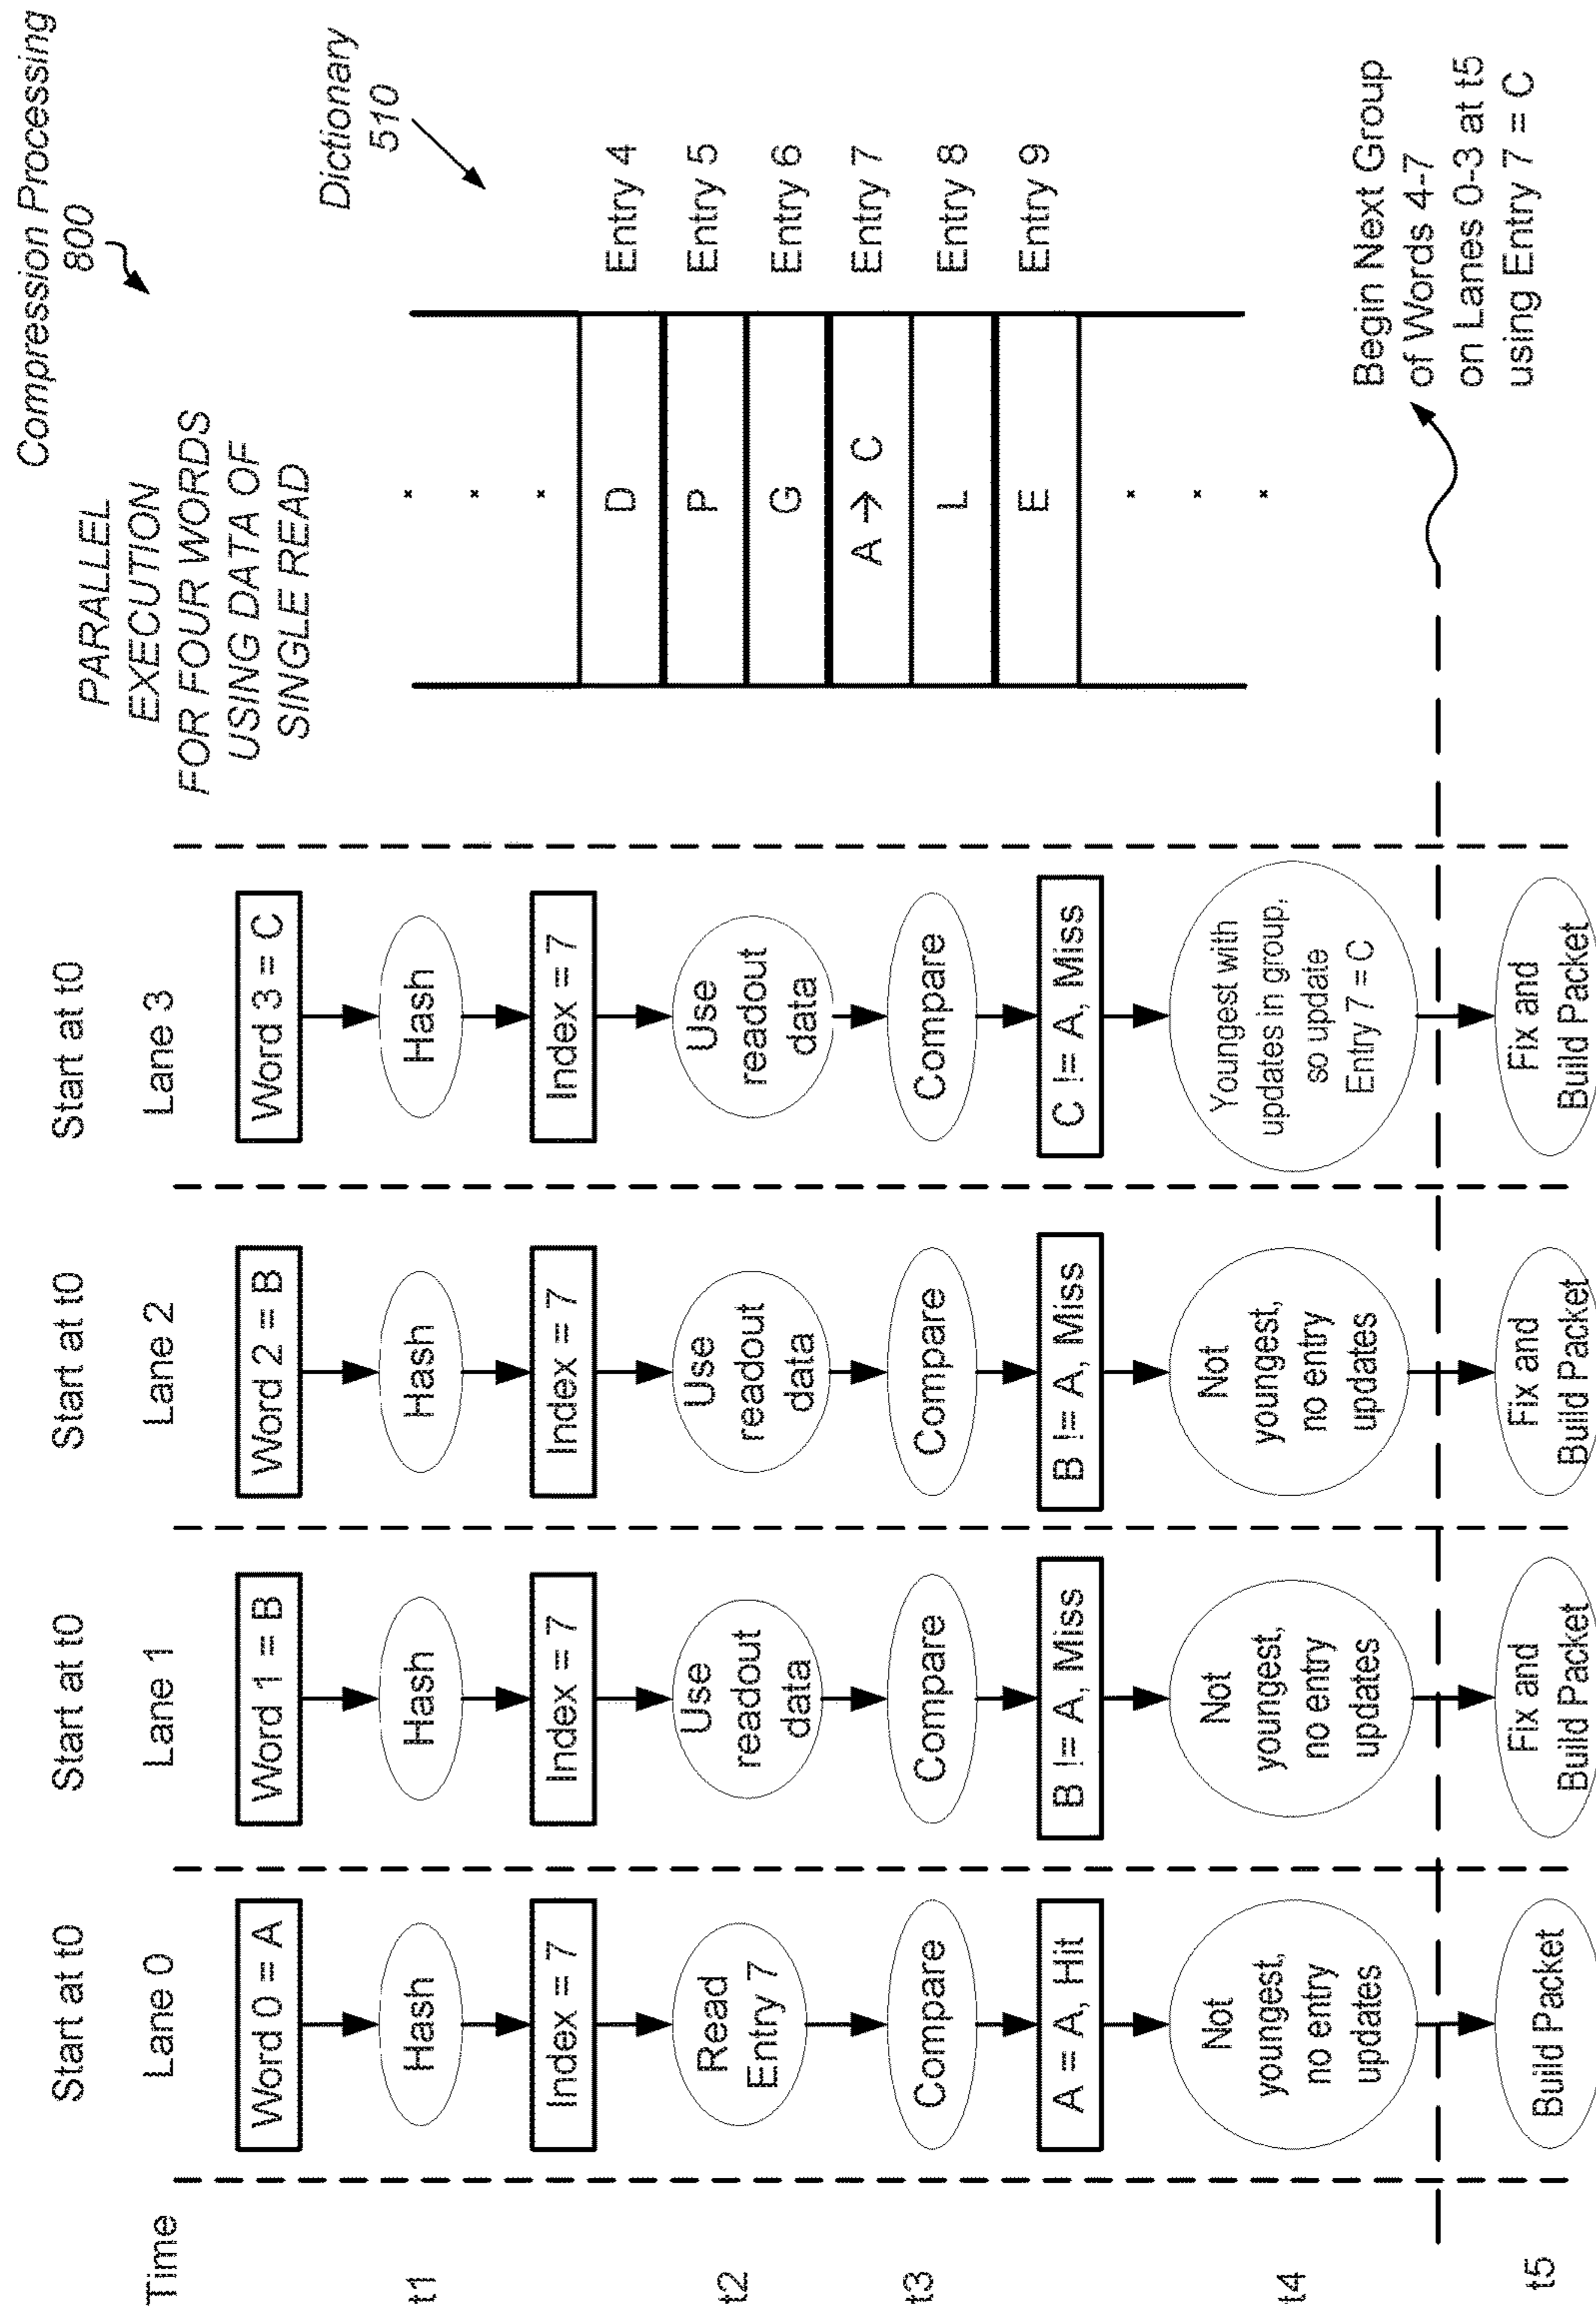 Compression Processing
800
PARALLEL
EXECUTION
FOR FOUR WORDS
USING DATA OF
SINGLE READ
Dictionary
510
Start at t0
Start at t0
Start at t0
Start at t0
Time
Lane 0
Lane 1
Lane 2
Lane 3
Word 0 = A
Word 1 = B
Word 2 = B
Word 3 = C
t1
Hash
Hash
Hash
Hash
Index = 7
Index = 7
Index = 7
Index = 7
t2
Read
Entry 7
Use
readout
data
Use
readout
data
Use
readout
data
t3
Compare
Compare
Compare
Compare
A = A, Hit
B != A, Miss
B != A, Miss
C != A, Miss
t4
Not
youngest,
no entry
updates
Not
youngest,
no entry
updates
Not
youngest,
no entry
updates
Youngest with
updates in group,
so update
Entry 7 = C
t5
Build Packet
Fix and
Build Packet
Fix and
Build Packet
Fix and
Build Packet
D
Entry 4
P
Entry 5
G
Entry 6
A → C
Entry 7
L
Entry 8
E
Entry 9
Begin Next Group
of Words 4-7
on Lanes 0-3 at t5
using Entry 7 = C